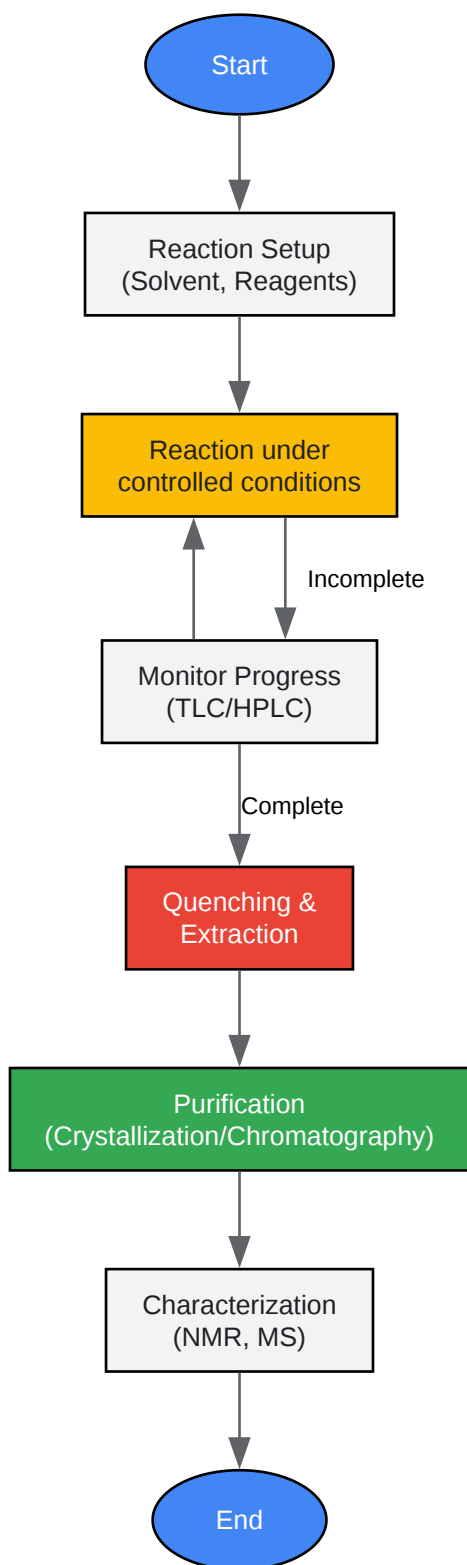 Start
Reaction Setup
(Solvent, Reagents)
Reaction under
controlled conditions
Incomplete
Monitor Progress
(TLC/HPLC)
Complete
Quenching &
Extraction
Purification
(Crystallization/Chromatography)
Characterization
(NMR, MS)
End